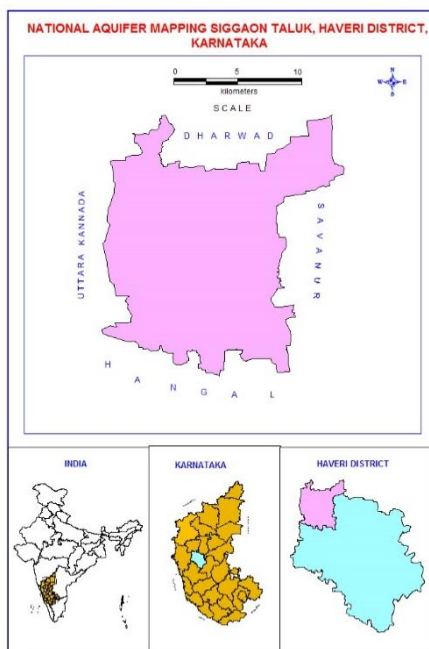 NATIONAL AQUIFER MAPPING SIGGAON TALUK, HAVERI DISTRICT,
KARNATAKA
0 5 10
kilometers
SCALE
N
W E
S
DHARWAD
UTTARA KANNADA
SAVANUR
HANGAL
INDIA
KARNATAKA
HAVERI DISTRICT